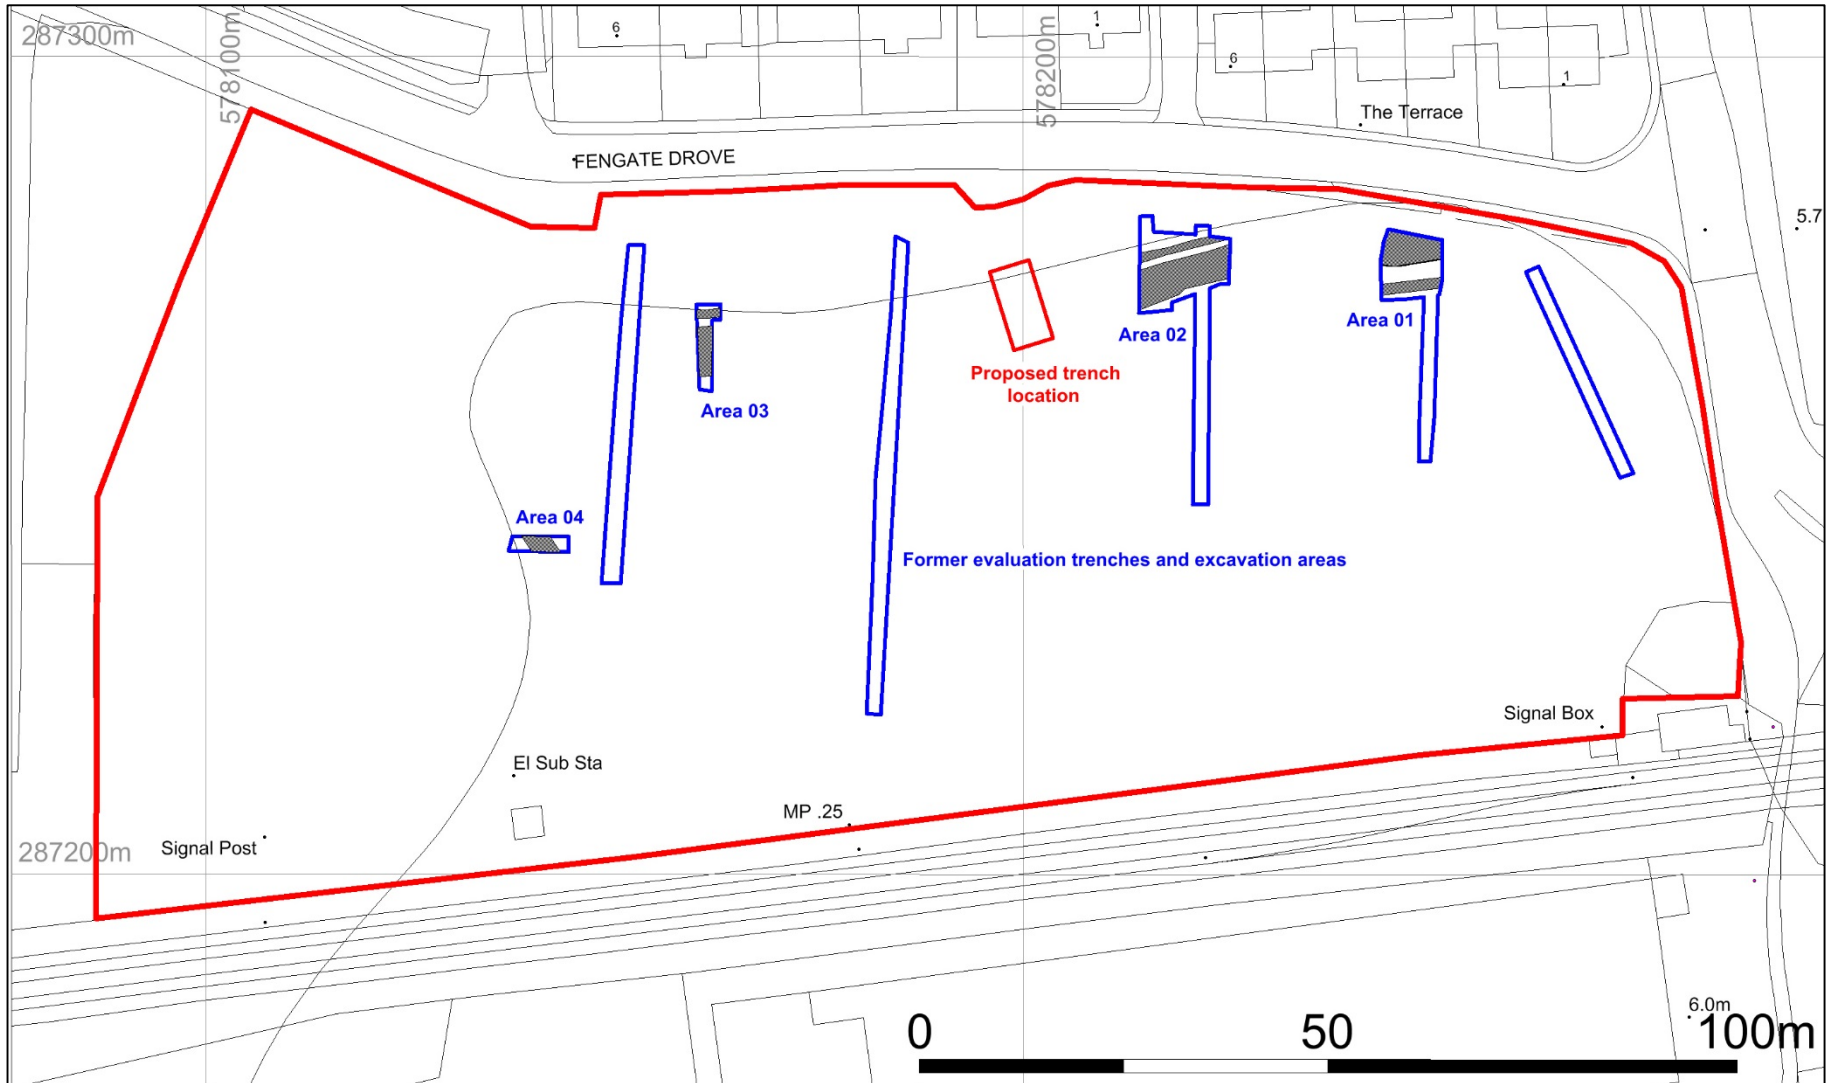 287300m
578100m
578200m
6
1
6
1
The Terrace
FENGATE DROVE
5.7
Area 02
Area 01
Proposed trench
location
Area 03
Area 04
Former evaluation trenches and excavation areas
Signal Box
El Sub Sta
MP .25
Signal Post
287200m
6.0m
0 50 100m